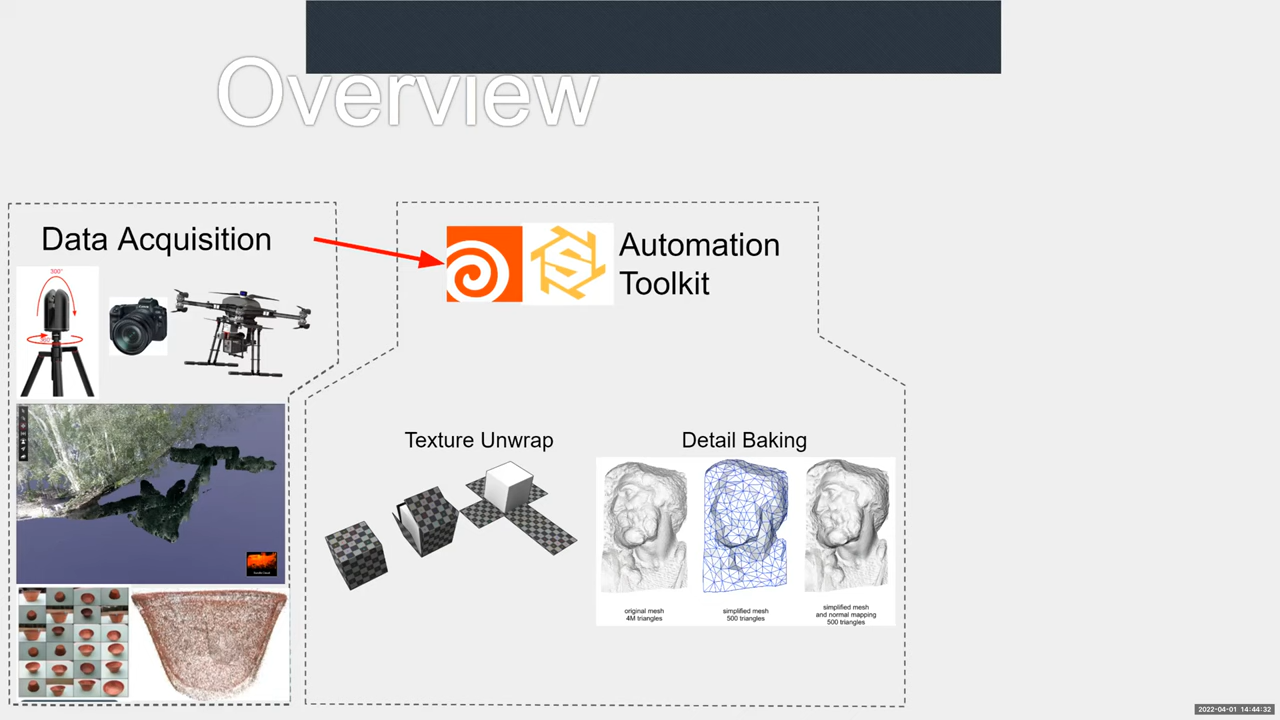 Overview
Data Acquisition
300°
Automation
Toolkit
Texture Unwrap
Detail Baking
original mesh
4M triangles
simplified mesh
500 triangles
simplified mesh
and normal mapping
500 triangles
2022-04-01 14:44:32